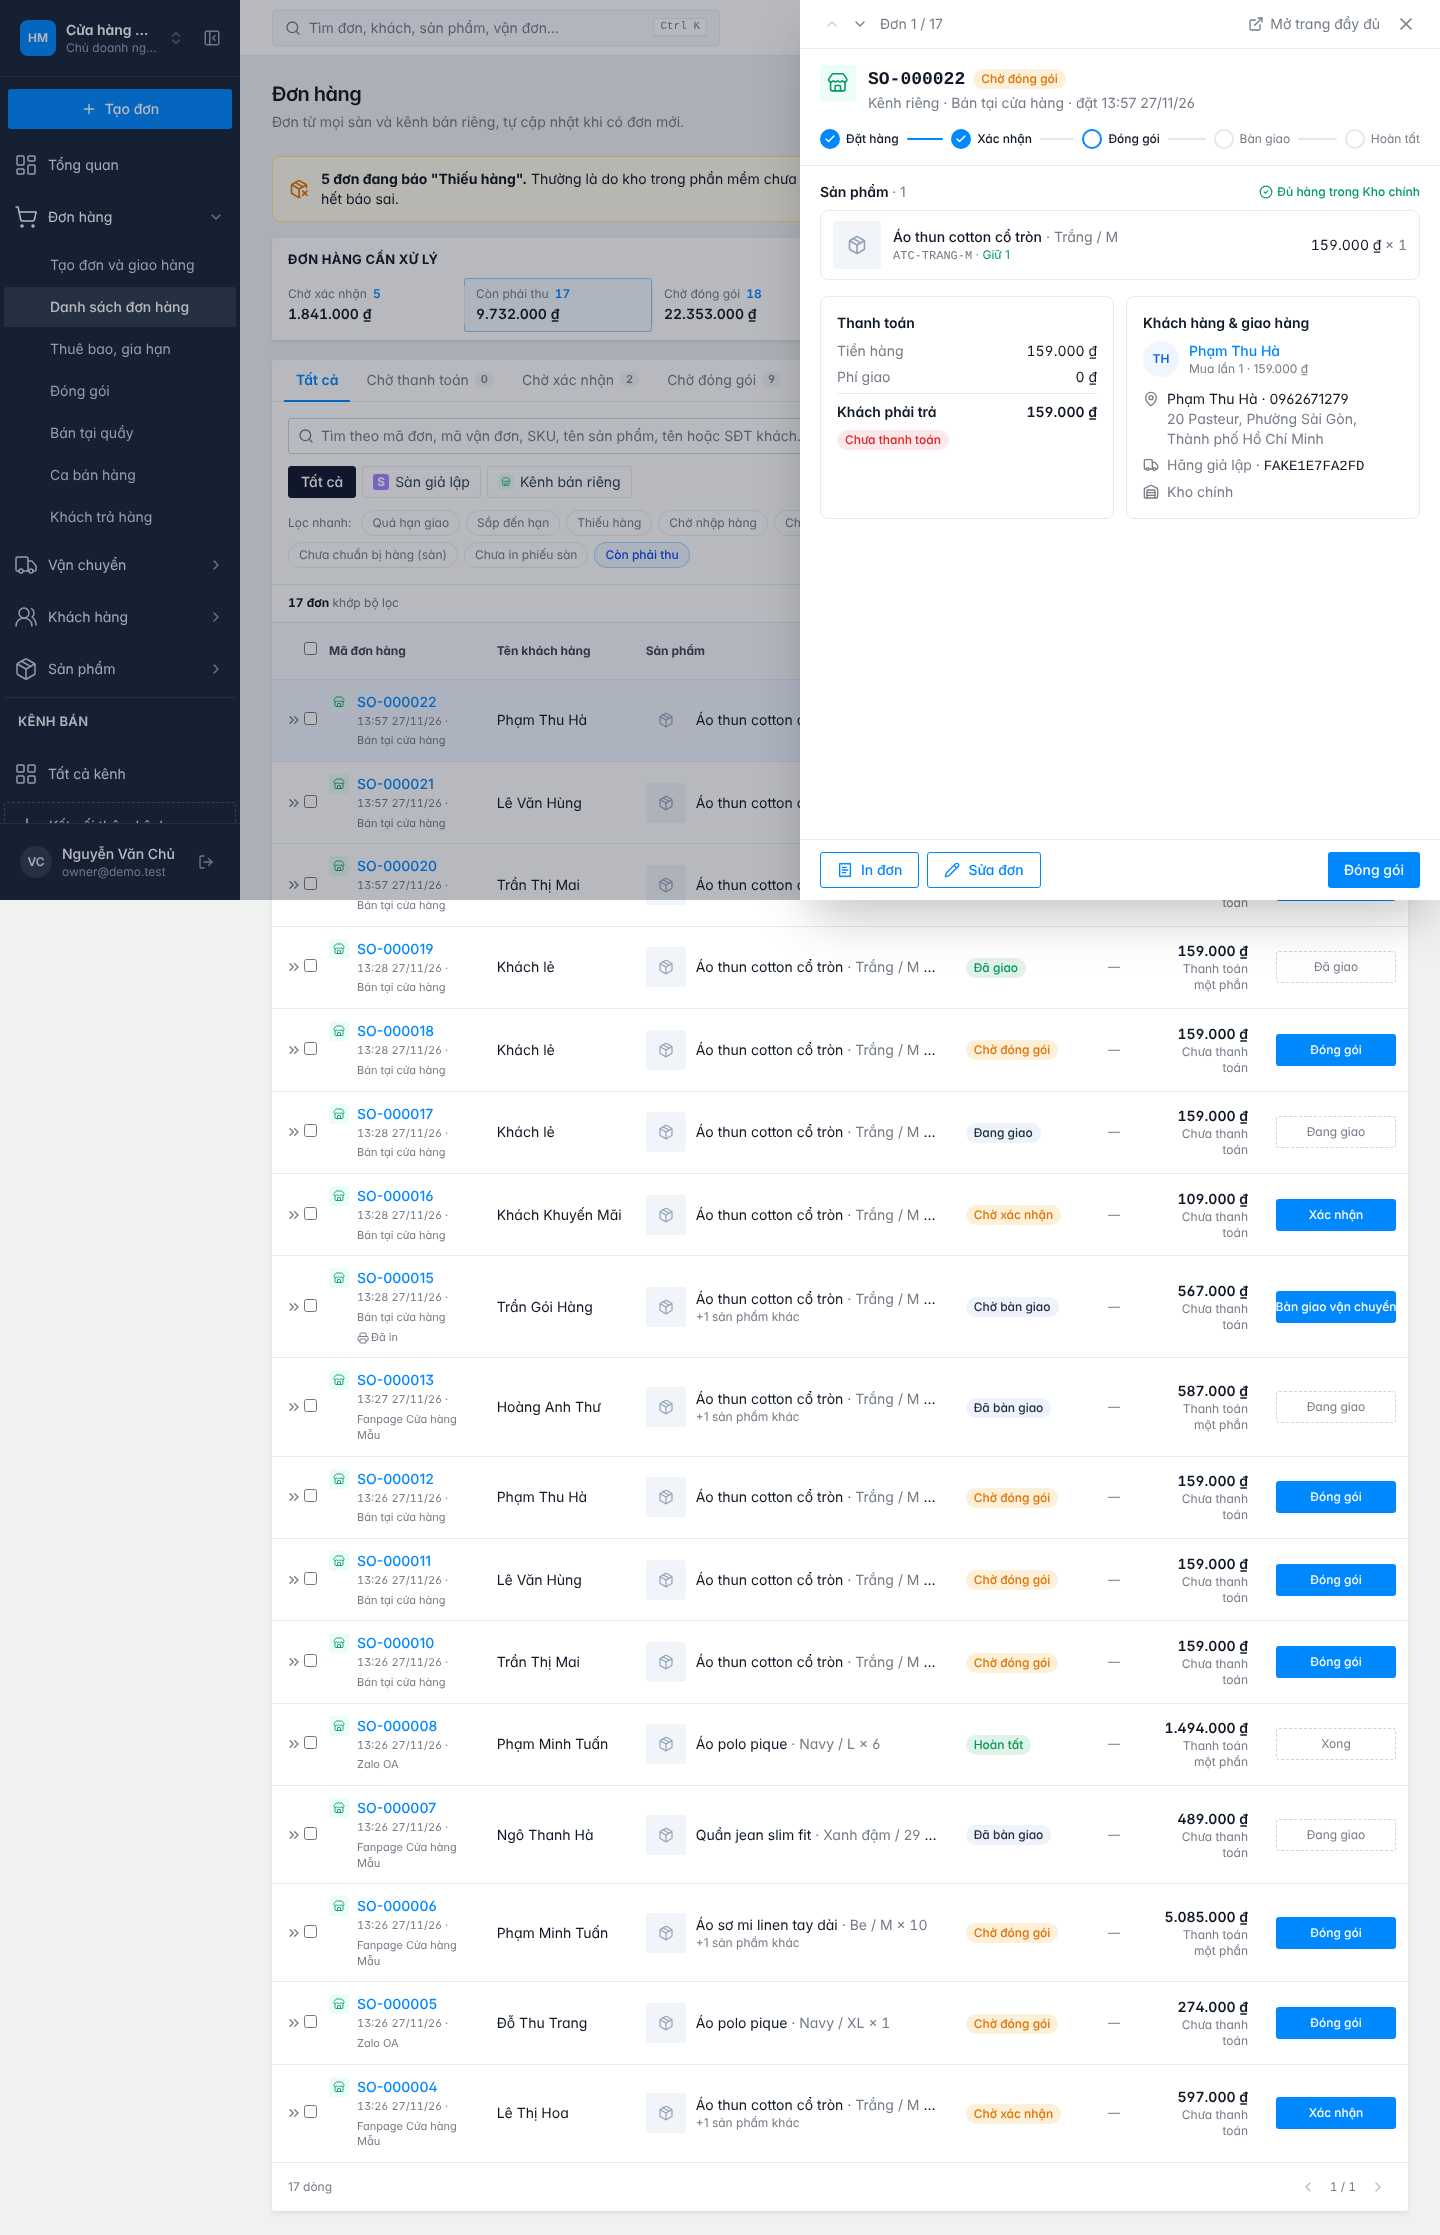 HM
Cửa hàng ...
Chủ doanh ng...
Tạo đơn
Tổng quan
Đơn hàng
Tạo đơn và giao hàng
Danh sách đơn hàng
Thuê bao, gia hạn
Đóng gói
Bán tại quầy
Ca bán hàng
Khách trả hàng
Vận chuyển
Khách hàng
Sản phẩm
KÊNH BÁN
Tất cả kênh
VC
Nguyễn Văn Chủ
owner@demo.test
Tìm đơn, khách, sản phẩm, vận đơn...
Ctrl K
Đơn hàng
Đơn từ mọi sàn và kênh bán riêng, tự cập nhật khi có đơn mới.
5 đơn đang báo "Thiếu hàng". Thường là do kho trong phần mềm chưa
hết báo sai.
ĐƠN HÀNG CẦN XỬ LÝ
Chờ xác nhận 5
1.841.000 ₫
Còn phải thu 17
9.732.000 ₫
Chờ đóng gói 18
22.353.000 ₫
Tất cả
Chờ thanh toán 0
Chờ xác nhận 2
Chờ đóng gói 9
Tìm theo mã đơn, mã vận đơn, SKU, tên sản phẩm, tên hoặc SĐT khách.
Tất cả
S Sàn giả lập
Kênh bán riêng
Lọc nhanh:
Quá hạn giao
Sắp đến hạn
Thiếu hàng
Chờ nhập hàng
Ch
Chưa chuẩn bị hàng (sàn)
Chưa in phiếu sàn
Còn phải thu
17 đơn khớp bộ lọc
Mã đơn hàng
Tên khách hàng
Sản phẩm
SO-000022
13:57 27/11/26 ·
Bán tại cửa hàng
Phạm Thu Hà
Áo thun cotton c
SO-000021
13:57 27/11/26 ·
Bán tại cửa hàng
Lê Văn Hùng
Áo thun cotton c
SO-000020
13:57 27/11/26 ·
Bán tại cửa hàng
Trần Thị Mai
Áo thun cotton c
toán
SO-000019
13:28 27/11/26 ·
Bán tại cửa hàng
Khách lẻ
Áo thun cotton cổ tròn · Trắng / M ...
Đã giao
—
159.000 ₫
Thanh toán
một phần
Đã giao
SO-000018
13:28 27/11/26 ·
Bán tại cửa hàng
Khách lẻ
Áo thun cotton cổ tròn · Trắng / M ...
Chờ đóng gói
—
159.000 ₫
Chưa thanh
toán
Đóng gói
SO-000017
13:28 27/11/26 ·
Bán tại cửa hàng
Khách lẻ
Áo thun cotton cổ tròn · Trắng / M ...
Đang giao
—
159.000 ₫
Chưa thanh
toán
Đang giao
SO-000016
13:28 27/11/26 ·
Bán tại cửa hàng
Khách Khuyến Mãi
Áo thun cotton cổ tròn · Trắng / M ...
Chờ xác nhận
—
109.000 ₫
Chưa thanh
toán
Xác nhận
SO-000015
13:28 27/11/26 ·
Bán tại cửa hàng
Đã in
Trần Gói Hàng
Áo thun cotton cổ tròn · Trắng / M ...
+1 sản phẩm khác
Chờ bàn giao
—
567.000 ₫
Chưa thanh
toán
Bàn giao vận chuyển
SO-000013
13:27 27/11/26 ·
Fanpage Cửa hàng
Mẫu
Hoàng Anh Thư
Áo thun cotton cổ tròn · Trắng / M ...
+1 sản phẩm khác
Đã bàn giao
—
587.000 ₫
Thanh toán
một phần
Đang giao
SO-000012
13:26 27/11/26 ·
Bán tại cửa hàng
Phạm Thu Hà
Áo thun cotton cổ tròn · Trắng / M ...
Chờ đóng gói
—
159.000 ₫
Chưa thanh
toán
Đóng gói
SO-000011
13:26 27/11/26 ·
Bán tại cửa hàng
Lê Văn Hùng
Áo thun cotton cổ tròn · Trắng / M ...
Chờ đóng gói
—
159.000 ₫
Chưa thanh
toán
Đóng gói
SO-000010
13:26 27/11/26 ·
Bán tại cửa hàng
Trần Thị Mai
Áo thun cotton cổ tròn · Trắng / M ...
Chờ đóng gói
—
159.000 ₫
Chưa thanh
toán
Đóng gói
SO-000008
13:26 27/11/26 ·
Zalo OA
Phạm Minh Tuấn
Áo polo pique · Navy / L × 6
Hoàn tất
—
1.494.000 ₫
Thanh toán
một phần
Xong
SO-000007
13:26 27/11/26 ·
Fanpage Cửa hàng
Mẫu
Ngô Thanh Hà
Quần jean slim fit · Xanh đậm / 29 ...
Đã bàn giao
—
489.000 ₫
Chưa thanh
toán
Đang giao
SO-000006
13:26 27/11/26 ·
Fanpage Cửa hàng
Mẫu
Phạm Minh Tuấn
Áo sơ mi linen tay dài · Be / M × 10
+1 sản phẩm khác
Chờ đóng gói
—
5.085.000 ₫
Thanh toán
một phần
Đóng gói
SO-000005
13:26 27/11/26 ·
Zalo OA
Đỗ Thu Trang
Áo polo pique · Navy / XL × 1
Chờ đóng gói
—
274.000 ₫
Chưa thanh
toán
Đóng gói
SO-000004
13:26 27/11/26 ·
Fanpage Cửa hàng
Mẫu
Lê Thị Hoa
Áo thun cotton cổ tròn · Trắng / M ...
+1 sản phẩm khác
Chờ xác nhận
—
597.000 ₫
Chưa thanh
toán
Xác nhận
17 dòng
1 / 1
Đơn 1 / 17
Mở trang đầy đủ
SO-000022 Chờ đóng gói
Kênh riêng · Bán tại cửa hàng · đặt 13:57 27/11/26
Đặt hàng
Xác nhận
Đóng gói
Bàn giao
Hoàn tất
Sản phẩm · 1
Đủ hàng trong Kho chính
Áo thun cotton cổ tròn · Trắng / M
ATC-TRANG-M · Giữ 1
159.000 ₫ × 1
Thanh toán
Tiền hàng 159.000 ₫
Phí giao 0 ₫
Khách phải trả 159.000 ₫
Chưa thanh toán
Khách hàng & giao hàng
TH
Phạm Thu Hà
Mua lần 1 · 159.000 ₫
Phạm Thu Hà · 0962671279
20 Pasteur, Phường Sài Gòn,
Thành phố Hồ Chí Minh
Hãng giả lập · FAKE1E7FA2FD
Kho chính
In đơn
Sửa đơn
Đóng gói